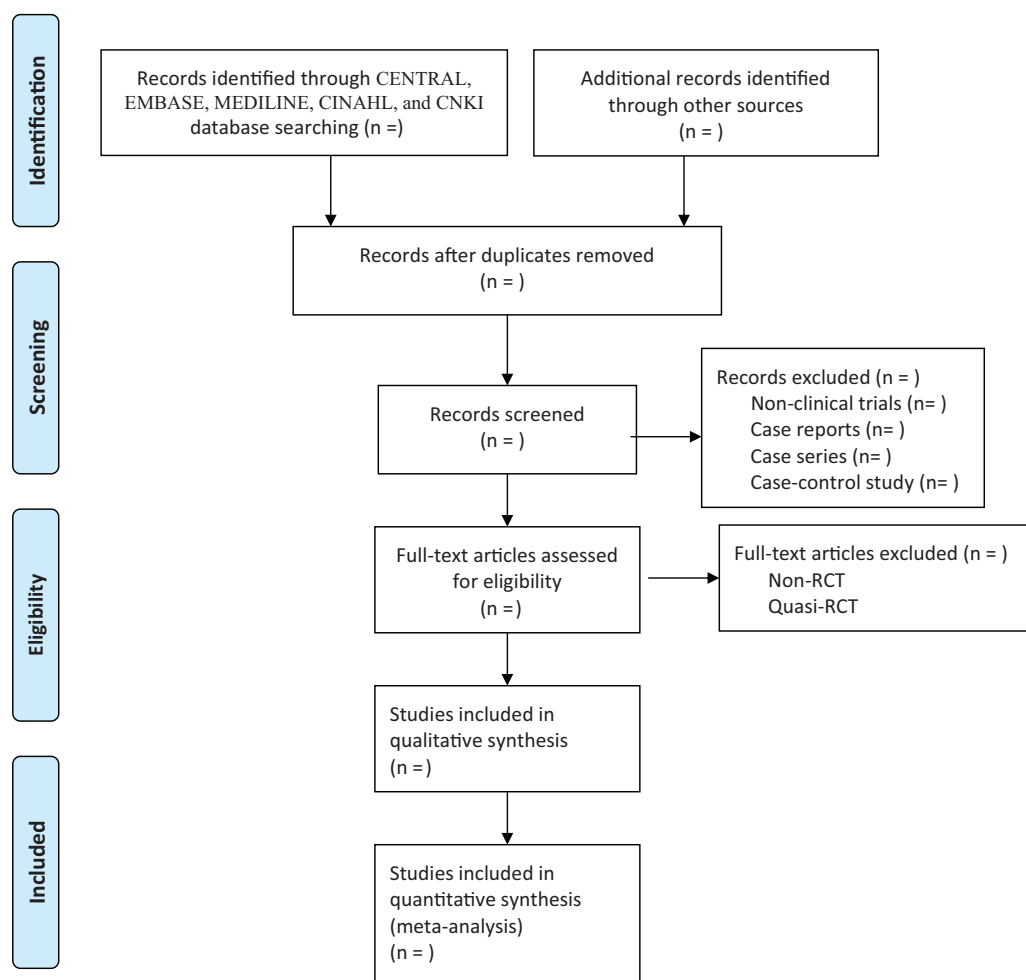 Identification
Records identified through CENTRAL,
EMBASE, MEDILINE, CINAHL, and CNKI
database searching (n =)
Additional records identified
through other sources
(n = )
Records after duplicates removed
(n = )
Screening
Records screened
(n = )
Records excluded (n = )
Non-clinical trials (n= )
Case reports (n= )
Case series (n= )
Case-control study (n= )
Eligibility
Full-text articles assessed
for eligibility
(n = )
Full-text articles excluded (n = )
Non-RCT
Quasi-RCT
Studies included in
qualitative synthesis
(n = )
Included
Studies included in
quantitative synthesis
(meta-analysis)
(n = )